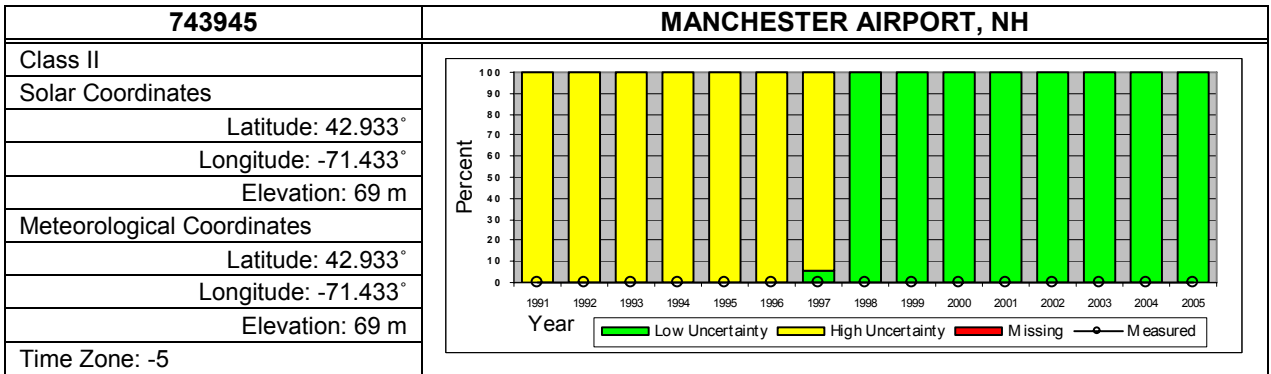 743945
MANCHESTER AIRPORT, NH
Class II
Solar Coordinates
Latitude: 42.933˚
Longitude: -71.433˚
Elevation: 69 m
Meteorological Coordinates
Latitude: 42.933˚
Longitude: -71.433˚
Elevation: 69 m
Time Zone: -5
Percent
100
90
80
70
60
50
40
30
20
10
0
1991 1992 1993 1994 1995 1996 1997 1998 1999 2000 2001 2002 2003 2004 2005
Year
Low Uncertainty High Uncertainty Missing Measured